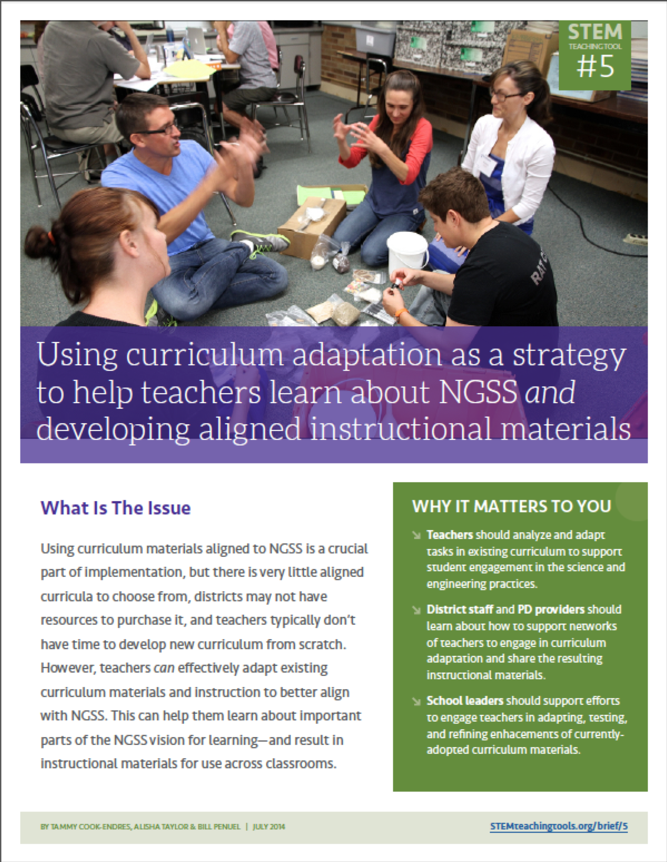 STEM
TEACHING TOOL
#5
Using curriculum adaptation as a strategy
to help teachers learn about NGSS and
developing aligned instructional materials
What Is The Issue
Using curriculum materials aligned to NGSS is a crucial
part of implementation, but there is very little aligned
curricula to choose from, districts may not have
resources to purchase it, and teachers typically don't
have time to develop new curriculum from scratch.
However, teachers can effectively adapt existing
curriculum materials and instruction to better align
with NGSS. This can help them learn about important
parts of the NGSS vision for learning—and result in
instructional materials for use across classrooms.
WHY IT MATTERS TO YOU
Teachers should analyze and adapt
tasks in existing curriculum to support
student engagement in the science and
engineering practices.
District staff and PD providers should
learn about how to support networks
of teachers to engage in curriculum
adaptation and share the resulting
instructional materials.
School leaders should support efforts
to engage teachers in adapting, testing,
and refining enhacements of currently-
adopted curriculum materials.
BY TAMMY COOK-ENDRES, ALISHA TAYLOR & BILL PENUEL | JULY 2014
STEMteachingtools.org/brief/5